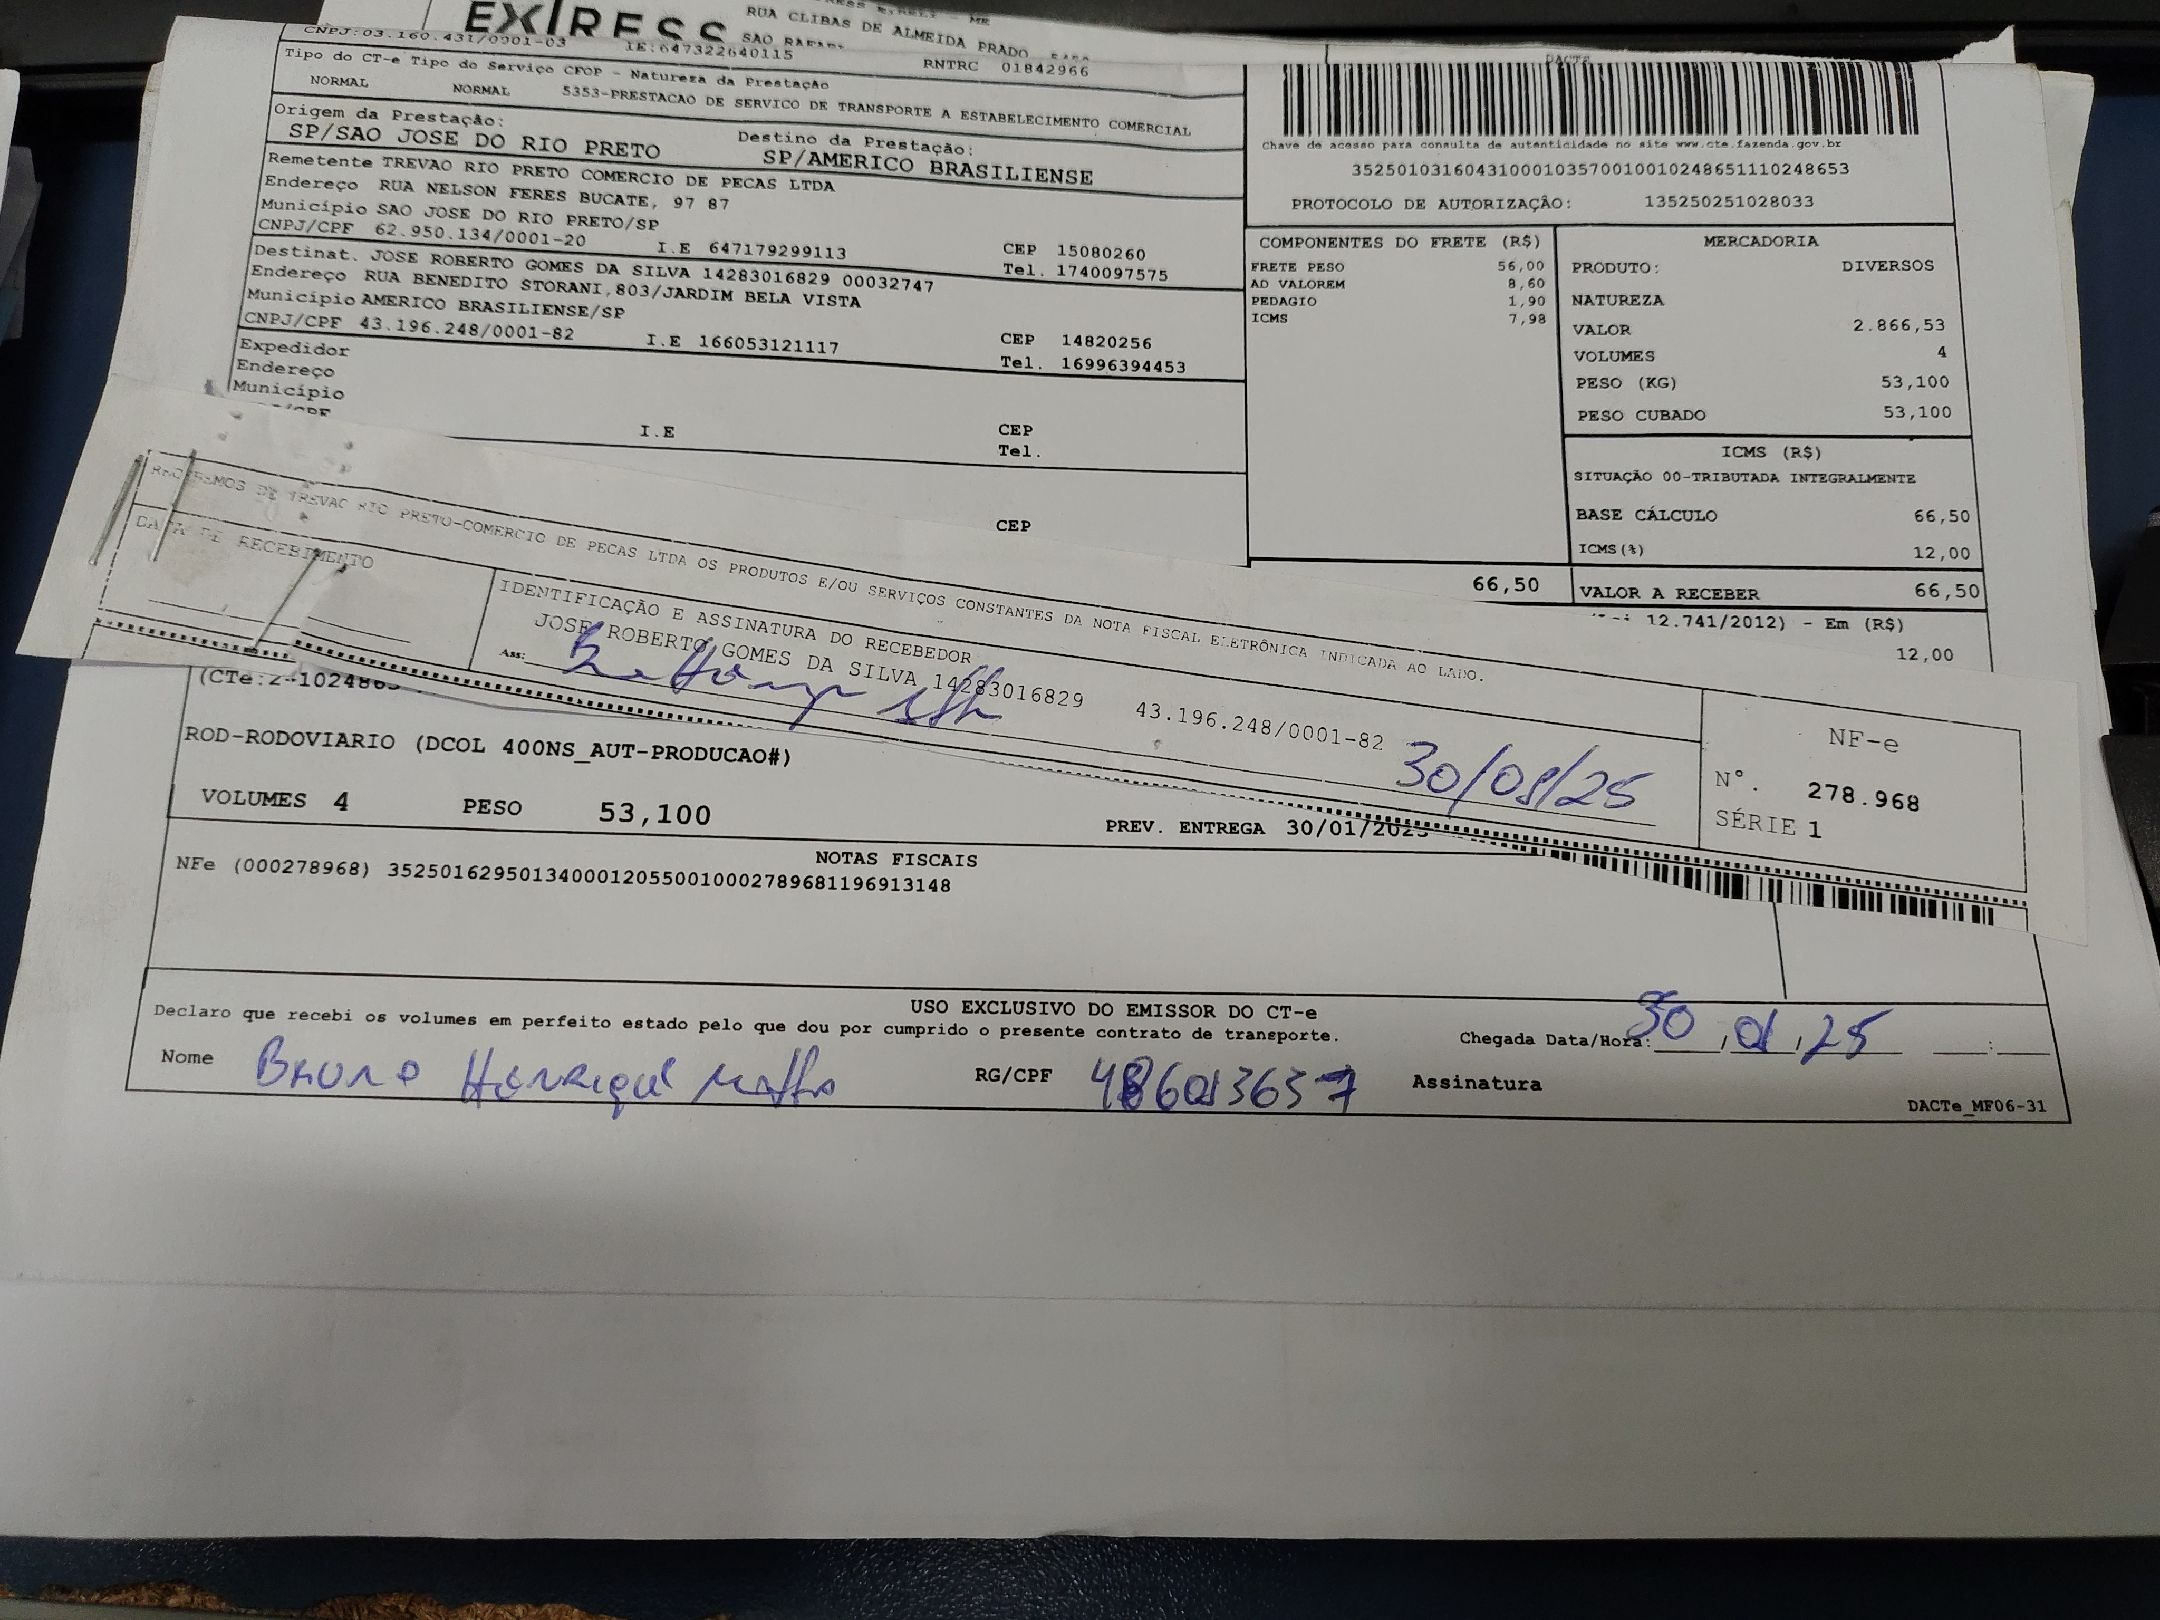 EXPRESS
RUA CLIBAS DE ALMEIDA PRADO
CNPJ:03.160.431/0001-03 IE:647322640115 RNTRC 01842966
Tipo do CT-e Tipo do Serviço CFOP - Natureza da Prestação
NORMAL NORMAL 5353-PRESTACAO DE SERVICO DE TRANSPORTE A ESTABELECIMENTO COMERCIAL
Origem da Prestação: Destino da Prestação:
SP/SAO JOSE DO RIO PRETO SP/AMERICO BRASILIENSE
Remetente TREVAO RIO PRETO COMERCIO DE PECAS LTDA
Endereço RUA NELSON FERES BUCATE, 97 87
Município SAO JOSE DO RIO PRETO/SP CEP 15080260
CNPJ/CPF 62.950.134/0001-20 I.E 647179299113 Tel. 1740097575
Destinat. JOSE ROBERTO GOMES DA SILVA 14283016829 00032747
Endereço RUA BENEDITO STORANI,803/JARDIM BELA VISTA
Município AMERICO BRASILIENSE/SP CEP 14820256
CNPJ/CPF 43.196.248/0001-82 I.E 166053121117 Tel. 16996394453
Expedidor
Endereço
Município CEP
I.E Tel.
CEP
DACTE
Chave de acesso para consulta de autenticidade no site www.cte.fazenda.gov.br
35250103160431000103570010010248651110248653
PROTOCOLO DE AUTORIZAÇÃO: 135250251028033
COMPONENTES DO FRETE (R$)
FRETE PESO 56,00
AD VALOREM 8,60
PEDAGIO 1,90
ICMS 7,98
66,50
MERCADORIA
PRODUTO: DIVERSOS
NATUREZA
VALOR 2.866,53
VOLUMES 4
PESO (KG) 53,100
PESO CUBADO 53,100
ICMS (R$)
SITUAÇÃO 00-TRIBUTADA INTEGRALMENTE
BASE CÁLCULO 66,50
ICMS(%) 12,00
VALOR A RECEBER 66,50
12.741/2012) - Em (R$)
12,00
RECEBEMOS DE TREVAO RIO PRETO-COMERCIO DE PECAS LTDA OS PRODUTOS E/OU SERVIÇOS CONSTANTES DA NOTA FISCAL ELETRÔNICA INDICADA AO LADO.
DATA DE RECEBIMENTO
IDENTIFICAÇÃO E ASSINATURA DO RECEBEDOR
JOSE ROBERTO GOMES DA SILVA 14283016829 43.196.248/0001-82
Ass:
30/01/25
NF-e
Nº. 278.968
SÉRIE 1
ROD-RODOVIARIO (DCOL 400NS_AUT-PRODUCAO#)
VOLUMES 4 PESO 53,100 PREV. ENTREGA 30/01/2025
NOTAS FISCAIS
NFe (000278968) 35250162950134000120550010002789681196913148
USO EXCLUSIVO DO EMISSOR DO CT-e
Declaro que recebi os volumes em perfeito estado pelo que dou por cumprido o presente contrato de transporte. Chegada Data/Hora: 30/01/25 :
Nome Bruno Henrique RG/CPF Assinatura
DACTe_MF06-31